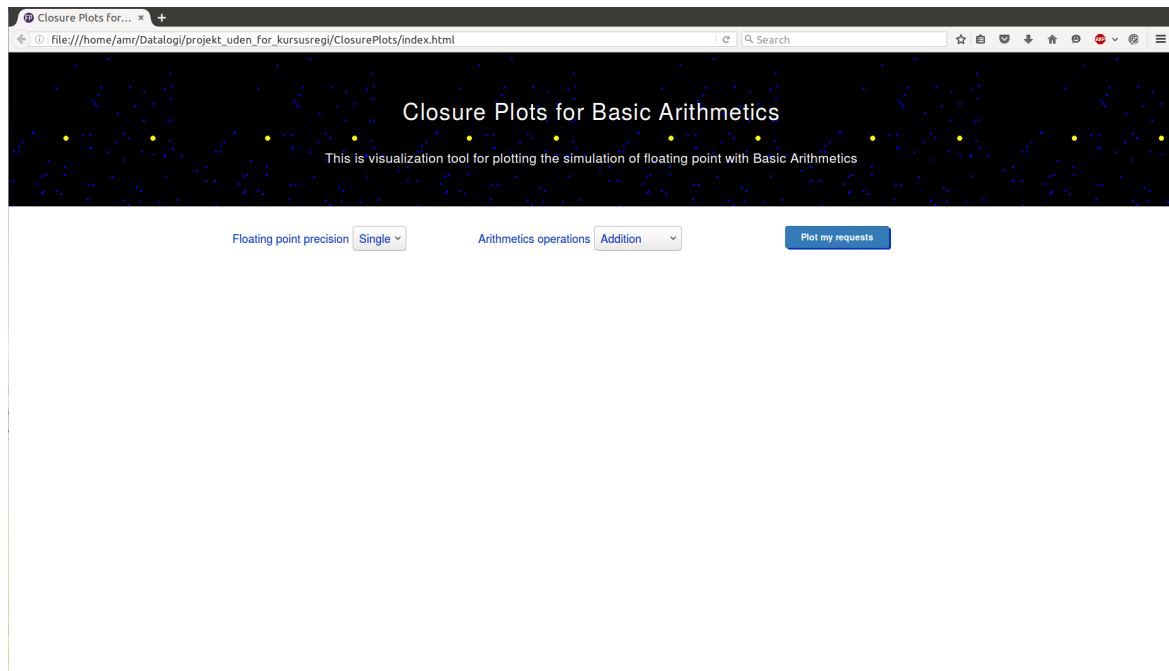 FP Closure Plots for... × +
file:///home/amr/Datalogi/projekt_uden_for_kursusregi/ClosurePlots/index.html Search ABP
Closure Plots for Basic Arithmetics
This is visualization tool for plotting the simulation of floating point with Basic Arithmetics
Floating point precision Single Arithmetics operations Addition Plot my requests